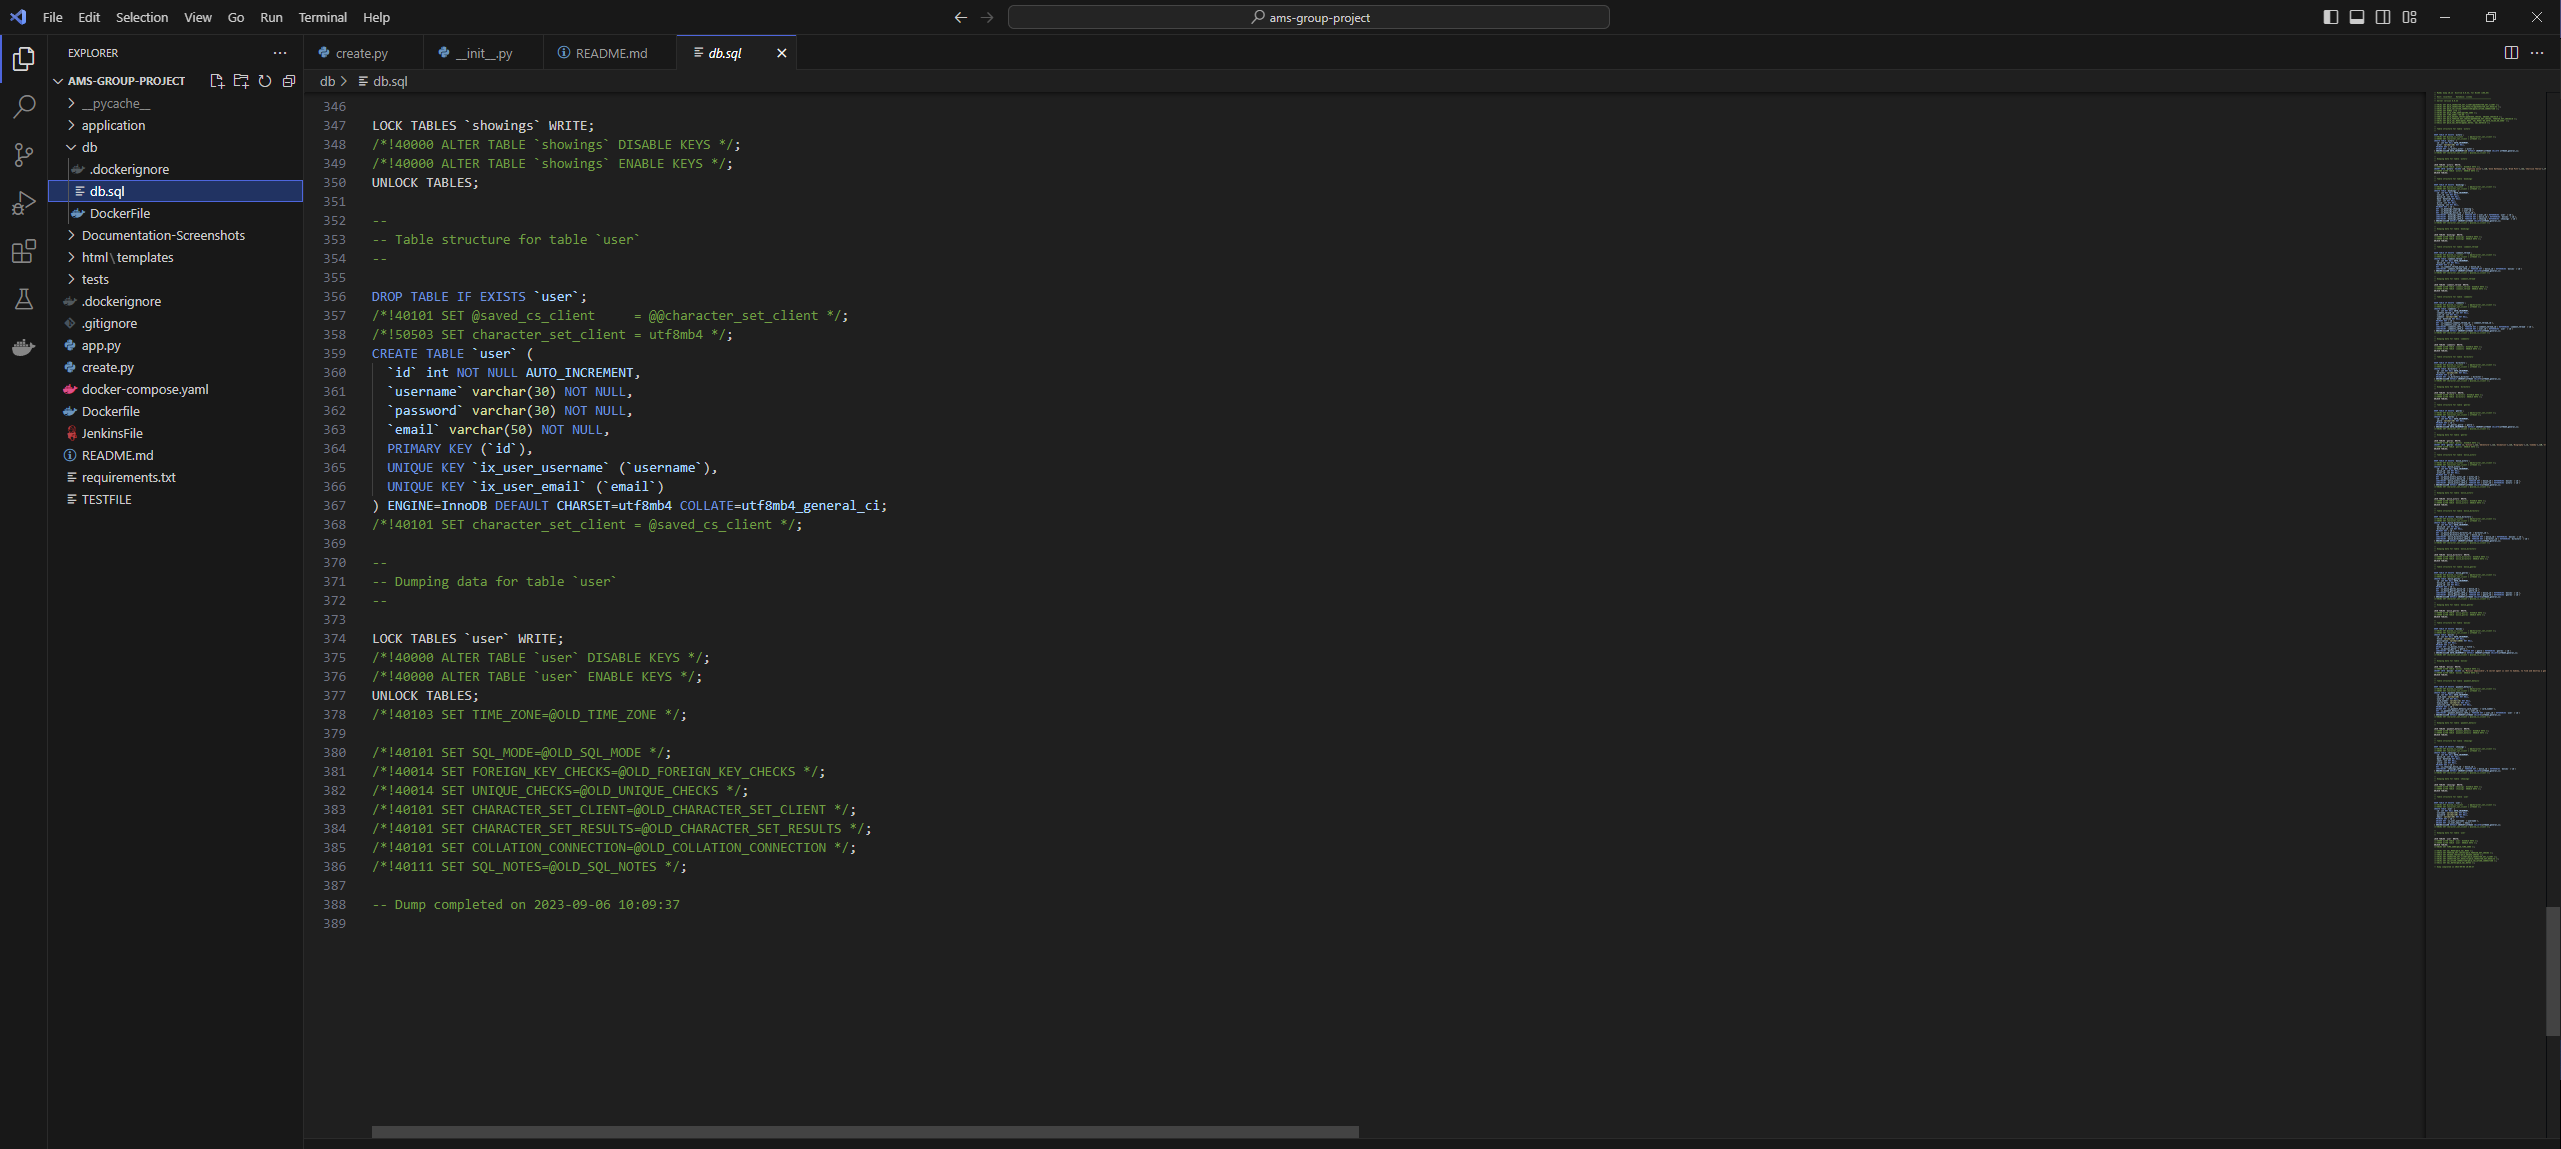 File Edit Selection View Go Run Terminal Help
ams-group-project
EXPLORER
AMS-GROUP-PROJECT
__pycache__
application
db
.dockerignore
db.sql
DockerFile
Documentation-Screenshots
html\templates
tests
.dockerignore
.gitignore
app.py
create.py
docker-compose.yaml
Dockerfile
JenkinsFile
README.md
requirements.txt
TESTFILE
create.py __init__.py README.md db.sql
db > db.sql
346
347 LOCK TABLES `showings` WRITE;
348 /*!40000 ALTER TABLE `showings` DISABLE KEYS */;
349 /*!40000 ALTER TABLE `showings` ENABLE KEYS */;
350 UNLOCK TABLES;
351
352 --
353 -- Table structure for table `user`
354 --
355
356 DROP TABLE IF EXISTS `user`;
357 /*!40101 SET @saved_cs_client     = @@character_set_client */;
358 /*!50503 SET character_set_client = utf8mb4 */;
359 CREATE TABLE `user` (
360   `id` int NOT NULL AUTO_INCREMENT,
361   `username` varchar(30) NOT NULL,
362   `password` varchar(30) NOT NULL,
363   `email` varchar(50) NOT NULL,
364   PRIMARY KEY (`id`),
365   UNIQUE KEY `ix_user_username` (`username`),
366   UNIQUE KEY `ix_user_email` (`email`)
367 ) ENGINE=InnoDB DEFAULT CHARSET=utf8mb4 COLLATE=utf8mb4_general_ci;
368 /*!40101 SET character_set_client = @saved_cs_client */;
369
370 --
371 -- Dumping data for table `user`
372 --
373
374 LOCK TABLES `user` WRITE;
375 /*!40000 ALTER TABLE `user` DISABLE KEYS */;
376 /*!40000 ALTER TABLE `user` ENABLE KEYS */;
377 UNLOCK TABLES;
378 /*!40103 SET TIME_ZONE=@OLD_TIME_ZONE */;
379
380 /*!40101 SET SQL_MODE=@OLD_SQL_MODE */;
381 /*!40014 SET FOREIGN_KEY_CHECKS=@OLD_FOREIGN_KEY_CHECKS */;
382 /*!40014 SET UNIQUE_CHECKS=@OLD_UNIQUE_CHECKS */;
383 /*!40101 SET CHARACTER_SET_CLIENT=@OLD_CHARACTER_SET_CLIENT */;
384 /*!40101 SET CHARACTER_SET_RESULTS=@OLD_CHARACTER_SET_RESULTS */;
385 /*!40101 SET COLLATION_CONNECTION=@OLD_COLLATION_CONNECTION */;
386 /*!40111 SET SQL_NOTES=@OLD_SQL_NOTES */;
387
388 -- Dump completed on 2023-09-06 10:09:37
389